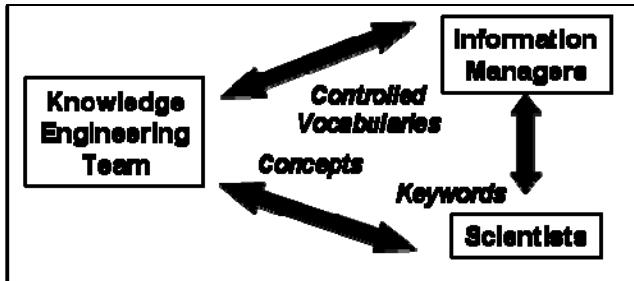 Information
Managers
Knowledge
Engineering
Team
Controlled
Vocabularies
Concepts
Keywords
Scientists